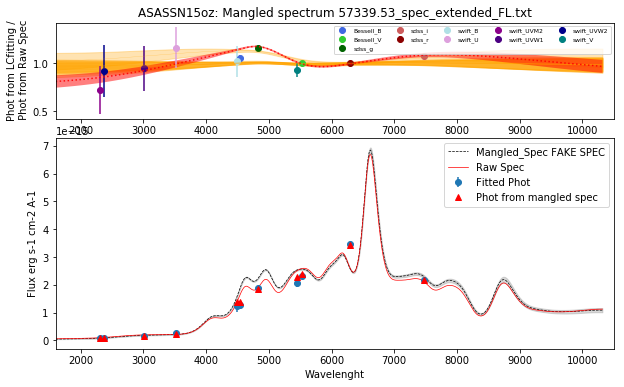 ASASSN15oz: Mangled spectrum 57339.53_spec_extended_FL.txt
Phot from LCfitting /
Phot from Raw Spec
1.0
0.5
Bessell_B
Bessell_V
sdss_g
sdss_i
sdss_r
swift_B
swift_U
swift_UVM2
swift_UVW1
swift_UVW2
swift_V
2000 3000 4000 5000 6000 7000 8000 9000 10000
Flux erg s-1 cm-2 A-1
7
6
5
4
3
2
1
0
Mangled_Spec FAKE SPEC
Raw Spec
Fitted Phot
Phot from mangled spec
2000 3000 4000 5000 6000 7000 8000 9000 10000
Wavelenght